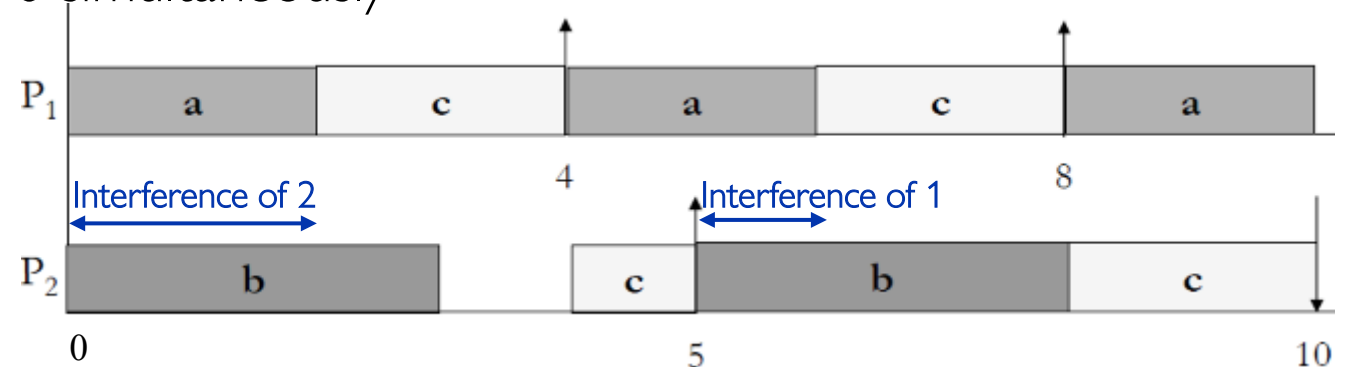 P₁ a c a c a
4 8
Interference of 2 Interference of 1
P₂ b c b c
0 5 10